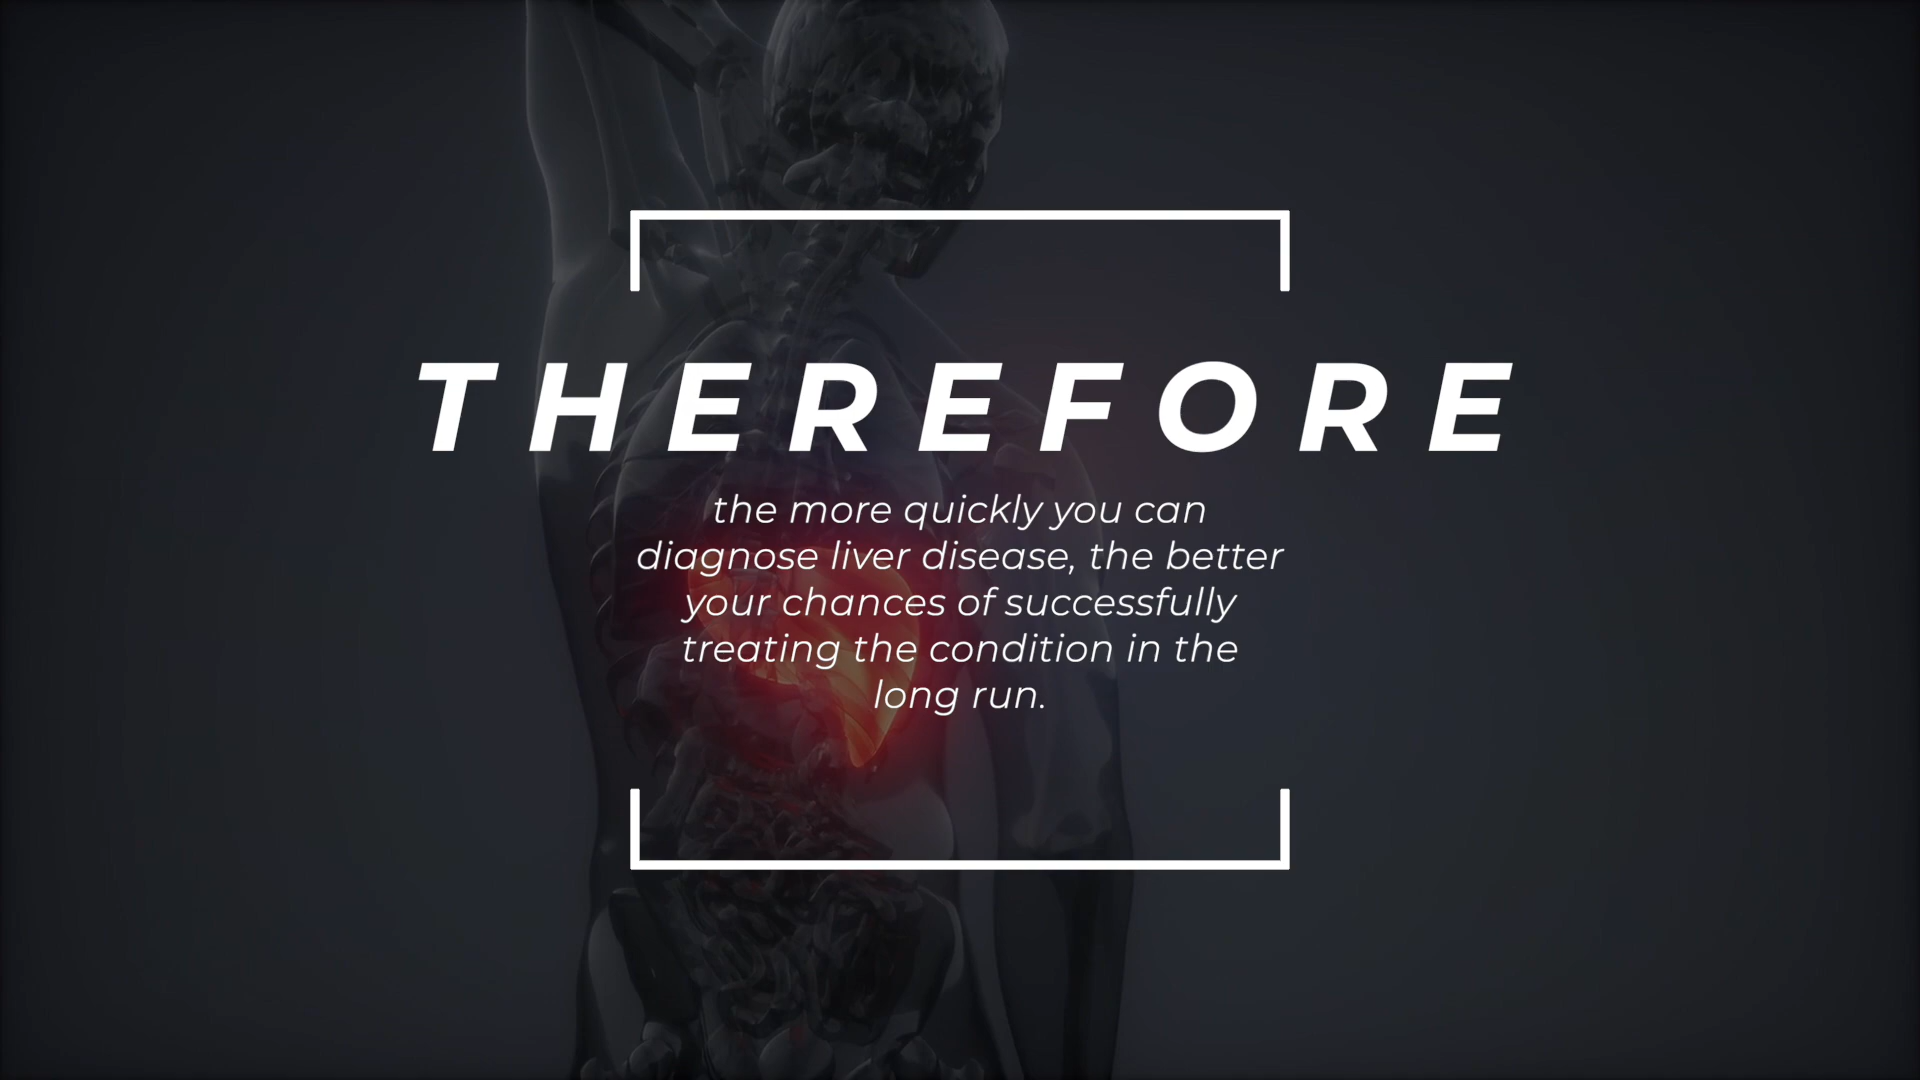 THEREFORE
the more quickly you can
diagnose liver disease, the better
your chances of successfully
treating the condition in the
long run.